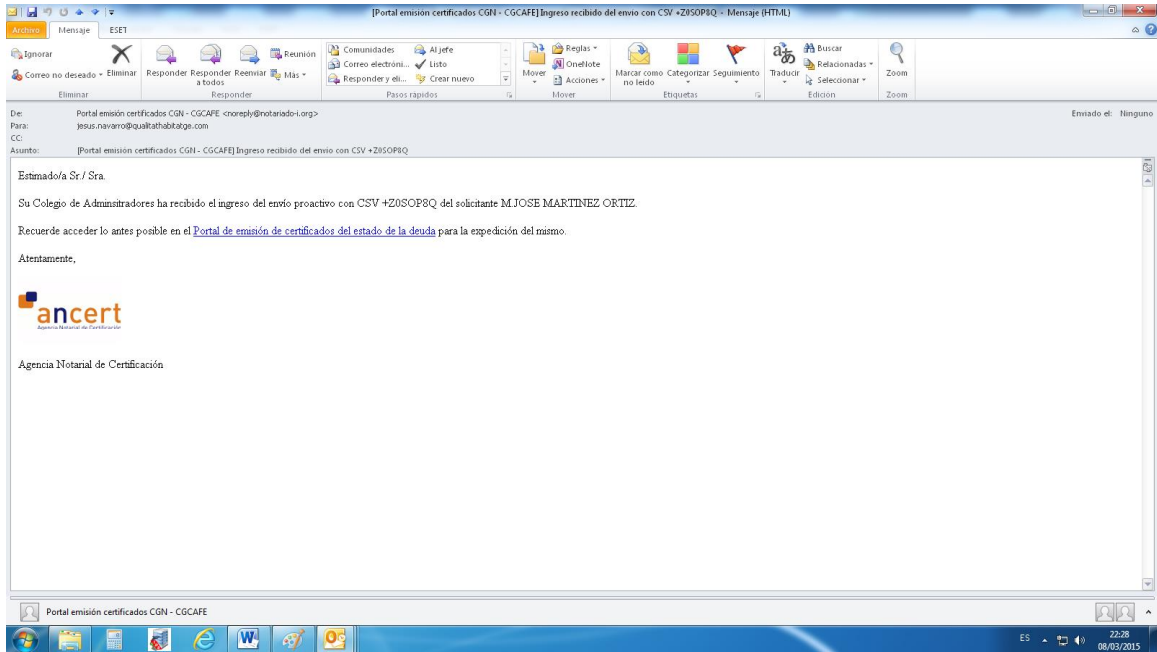 [Portal emisión certificados CGN - CGCAFE] Ingreso recibido del envio con CSV +Z0SOP8Q - Mensaje (HTML)
Archivo Mensaje ESET
Ignorar
Correo no deseado
Eliminar
Responder
Responder a todos
Reenviar
Reunión
Más
Comunidades
Al jefe
Correo electróni...
Listo
Responder y eli...
Crear nuevo
Mover
Reglas
OneNote
Acciones
Marcar como no leído
Categorizar
Seguimiento
Traducir
Buscar
Relacionadas
Seleccionar
Zoom
Eliminar Responder Pasos rápidos Mover Etiquetas Edición Zoom
De: Portal emisión certificados CGN - CGCAFE <noreply@notariado-i.org> Enviado el: Ninguno
Para: jesus.navarro@qualitathabitatge.com
CC:
Asunto: [Portal emisión certificados CGN - CGCAFE] Ingreso recibido del envio con CSV +Z0SOP8Q
Estimado/a Sr./ Sra.
Su Colegio de Adminsitradores ha recibido el ingreso del envío proactivo con CSV +Z0SOP8Q del solicitante M.JOSE MARTINEZ ORTIZ.
Recuerde acceder lo antes posible en el Portal de emisión de certificados del estado de la deuda para la expedición del mismo.
Atentamente,
ancert
Agencia Notarial de Certificación
Agencia Notarial de Certificación
Portal emisión certificados CGN - CGCAFE
ES 22:28
08/03/2015